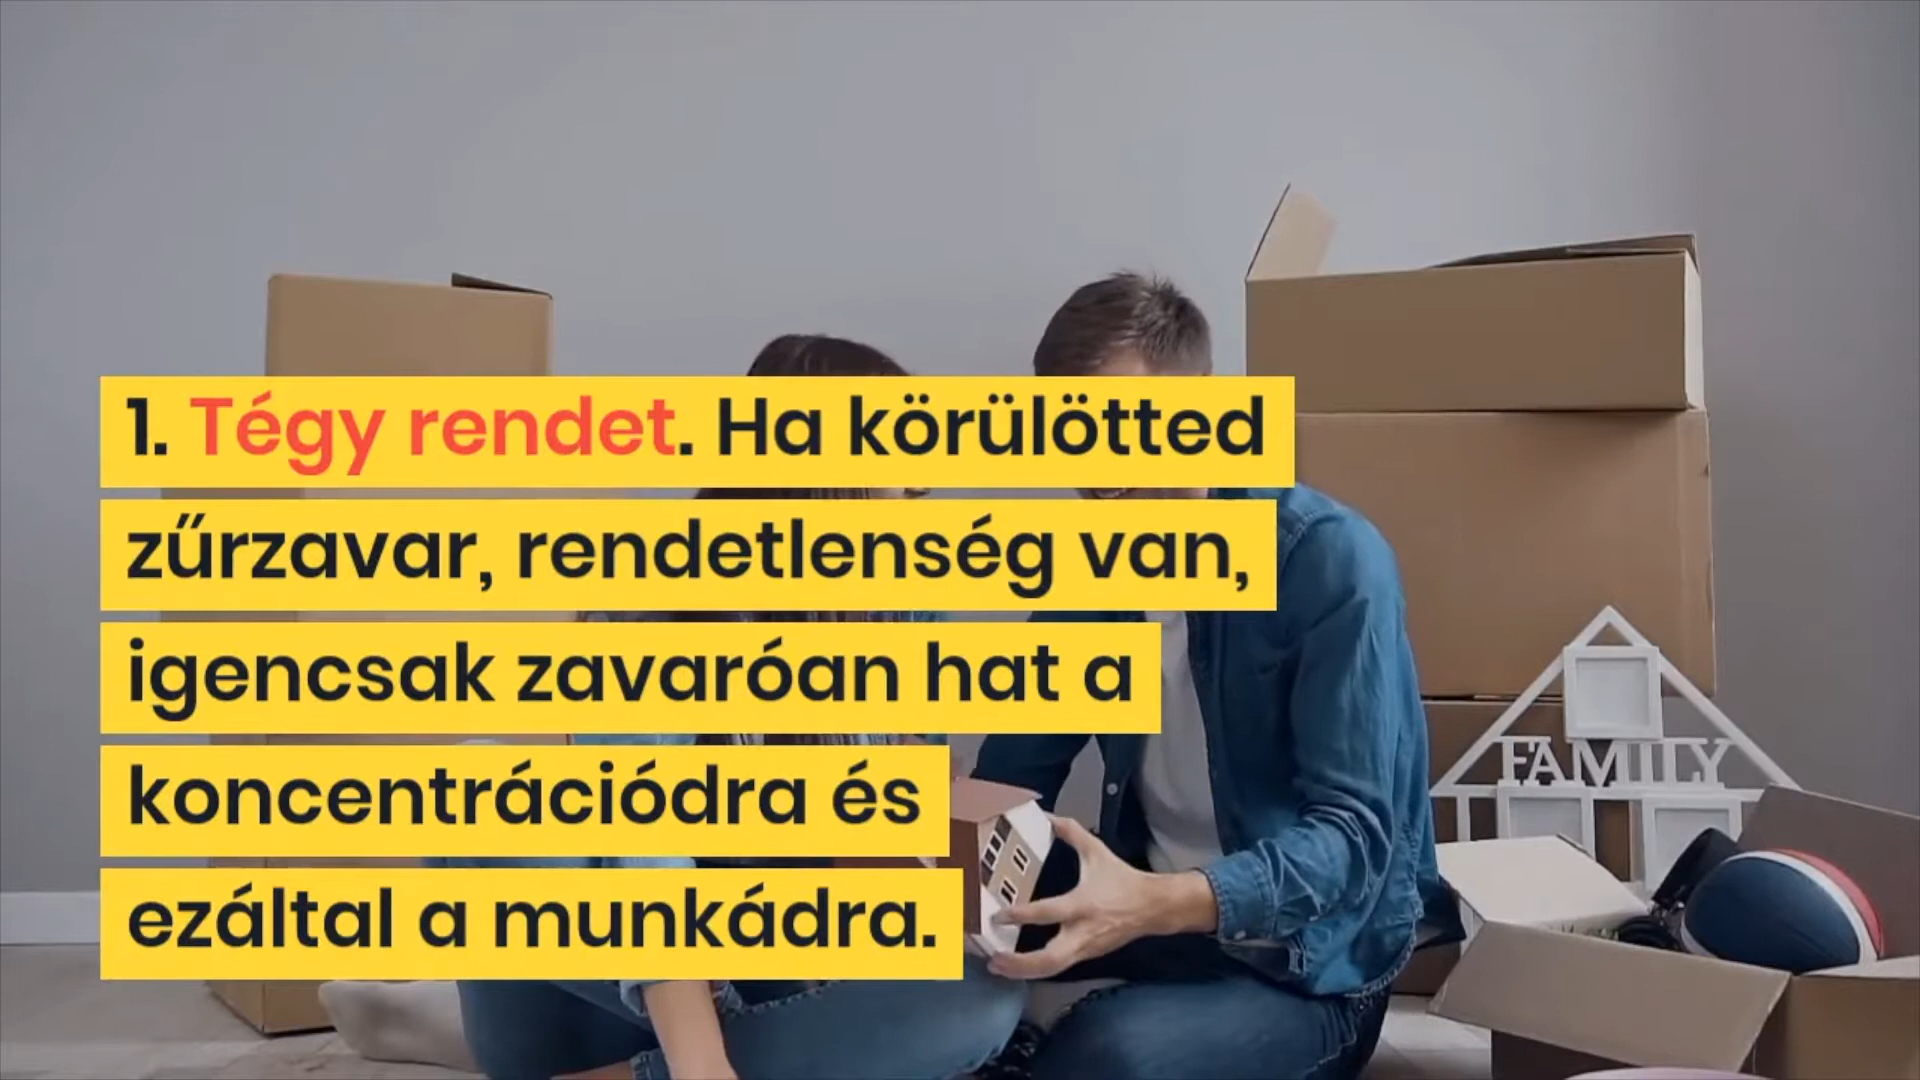 1. Tégy rendet. Ha körülötted
zűrzavar, rendetlenség van,
igencsak zavaróan hat a
koncentrációdra és
ezáltal a munkádra.
FAMILY